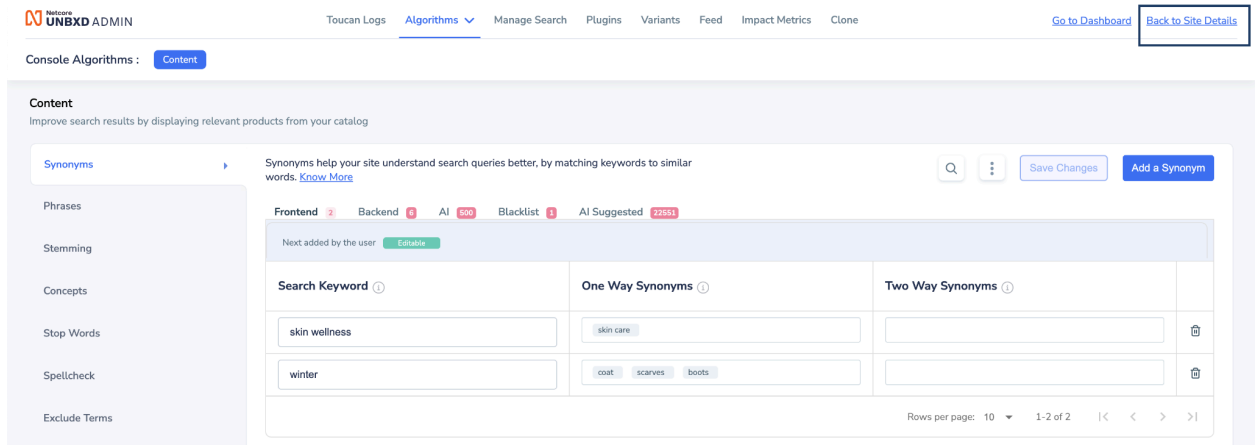 Netcore
UNBXD ADMIN
Toucan Logs Algorithms Manage Search Plugins Variants Feed Impact Metrics Clone
Go to Dashboard Back to Site Details
Console Algorithms : Content
Content
Improve search results by displaying relevant products from your catalog
Synonyms
Phrases
Stemming
Concepts
Stop Words
Spellcheck
Exclude Terms
Synonyms help your site understand search queries better, by matching keywords to similar
words. Know More
Save Changes Add a Synonym
Frontend 2 Backend 6 AI 500 Blacklist 1 AI Suggested 22551
Next added by the user Editable
Search Keyword One Way Synonyms Two Way Synonyms
skin wellness skin care
winter coat scarves boots
Rows per page: 10 1-2 of 2